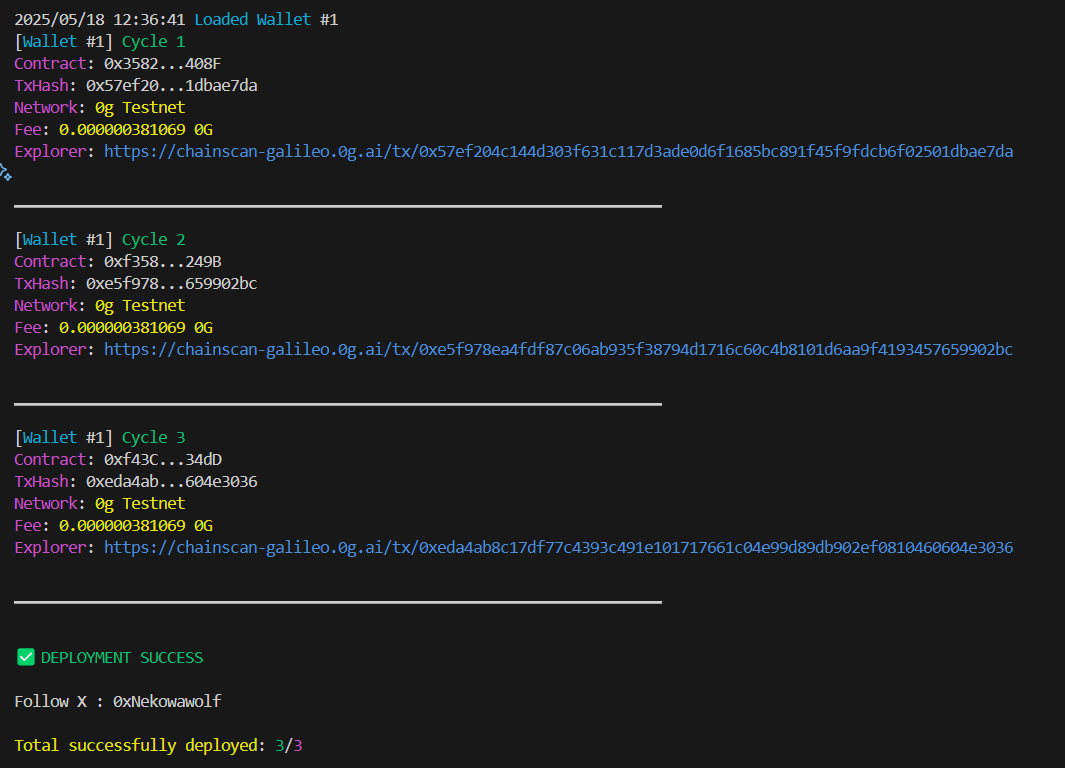 2025/05/18 12:36:41 Loaded Wallet #1
[Wallet #1] Cycle 1
Contract: 0x3582...408F
TxHash: 0x57ef20...1dbae7da
Network: 0g Testnet
Fee: 0.000000381069 0G
Explorer: https://chainscan-galileo.0g.ai/tx/0x57ef204c144d303f631c117d3ade0d6f1685bc891f45f9fdcb6f02501dbae7da
[Wallet #1] Cycle 2
Contract: 0xf358...249B
TxHash: 0xe5f978...659902bc
Network: 0g Testnet
Fee: 0.000000381069 0G
Explorer: https://chainscan-galileo.0g.ai/tx/0xe5f978ea4fdf87c06ab935f38794d1716c60c4b8101d6aa9f4193457659902bc
[Wallet #1] Cycle 3
Contract: 0xf43C...34dD
TxHash: 0xeda4ab...604e3036
Network: 0g Testnet
Fee: 0.000000381069 0G
Explorer: https://chainscan-galileo.0g.ai/tx/0xeda4ab8c17df77c4393c491e101717661c04e99d89db902ef0810460604e3036
✅ DEPLOYMENT SUCCESS
Follow X : 0xNekowawolf
Total successfully deployed: 3/3